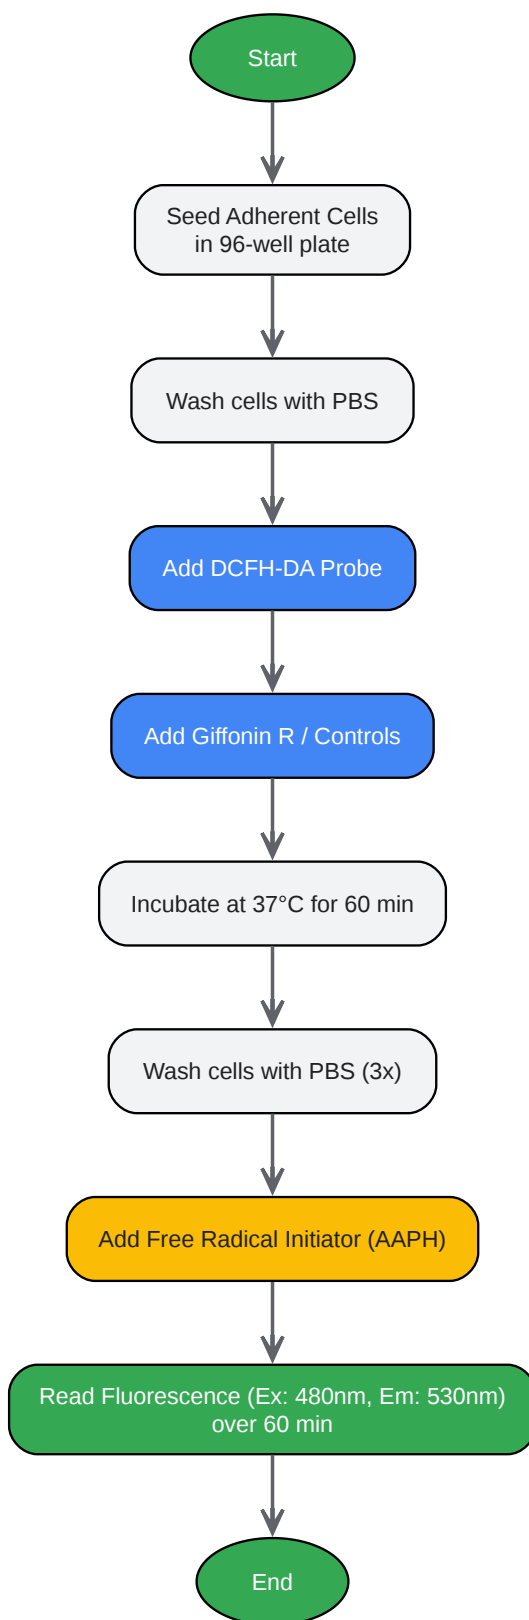 Start
Seed Adherent Cells
in 96-well plate
Wash cells with PBS
Add DCFH-DA Probe
Add Giffonin R / Controls
Incubate at 37°C for 60 min
Wash cells with PBS (3x)
Add Free Radical Initiator (AAPH)
Read Fluorescence (Ex: 480nm, Em: 530nm)
over 60 min
End